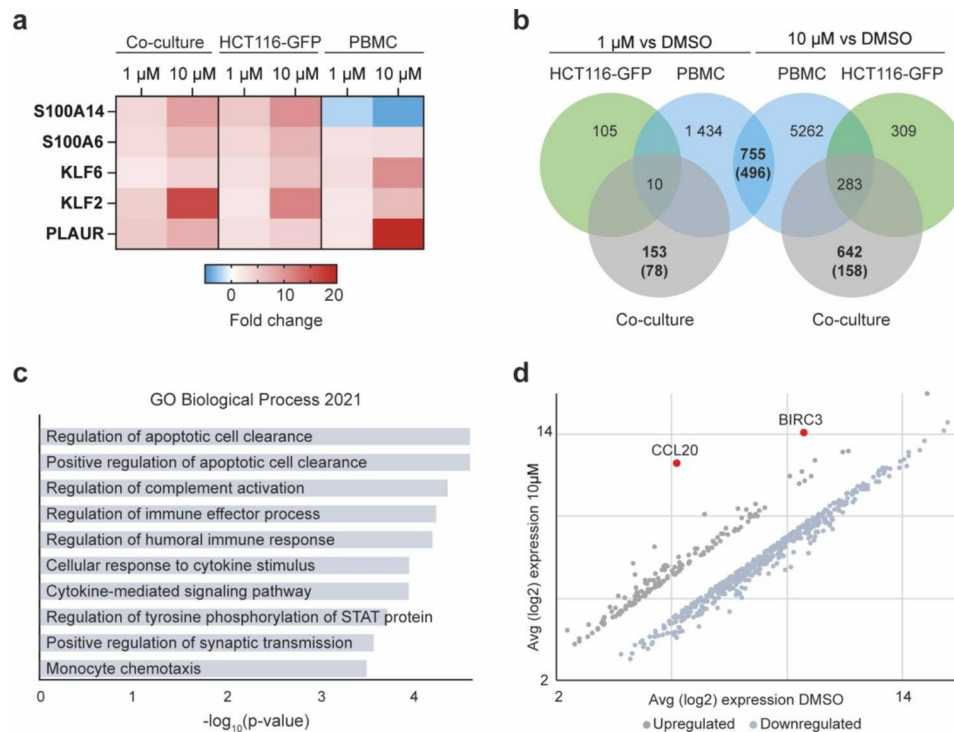 a
Co-culture HCT116-GFP PBMC
1 µM 10 µM 1 µM 10 µM 1 µM 10 µM
S100A14
S100A6
KLF6
KLF2
PLAUR
0 10 20
Fold change
b
1 µM vs DMSO 10 µM vs DMSO
HCT116-GFP PBMC PBMC HCT116-GFP
105 1 434 5262 309
755
(496)
10 283
153
(78)
642
(158)
Co-culture Co-culture
c
GO Biological Process 2021
Regulation of apoptotic cell clearance
Positive regulation of apoptotic cell clearance
Regulation of complement activation
Regulation of immune effector process
Regulation of humoral immune response
Cellular response to cytokine stimulus
Cytokine-mediated signaling pathway
Regulation of tyrosine phosphorylation of STAT protein
Positive regulation of synaptic transmission
Monocyte chemotaxis
0 1 2 3 4
-log10(p-value)
d
14
BIRC3
CCL20
Avg (log2) expression 10µM
2
2 Avg (log2) expression DMSO 14
Upregulated Downregulated